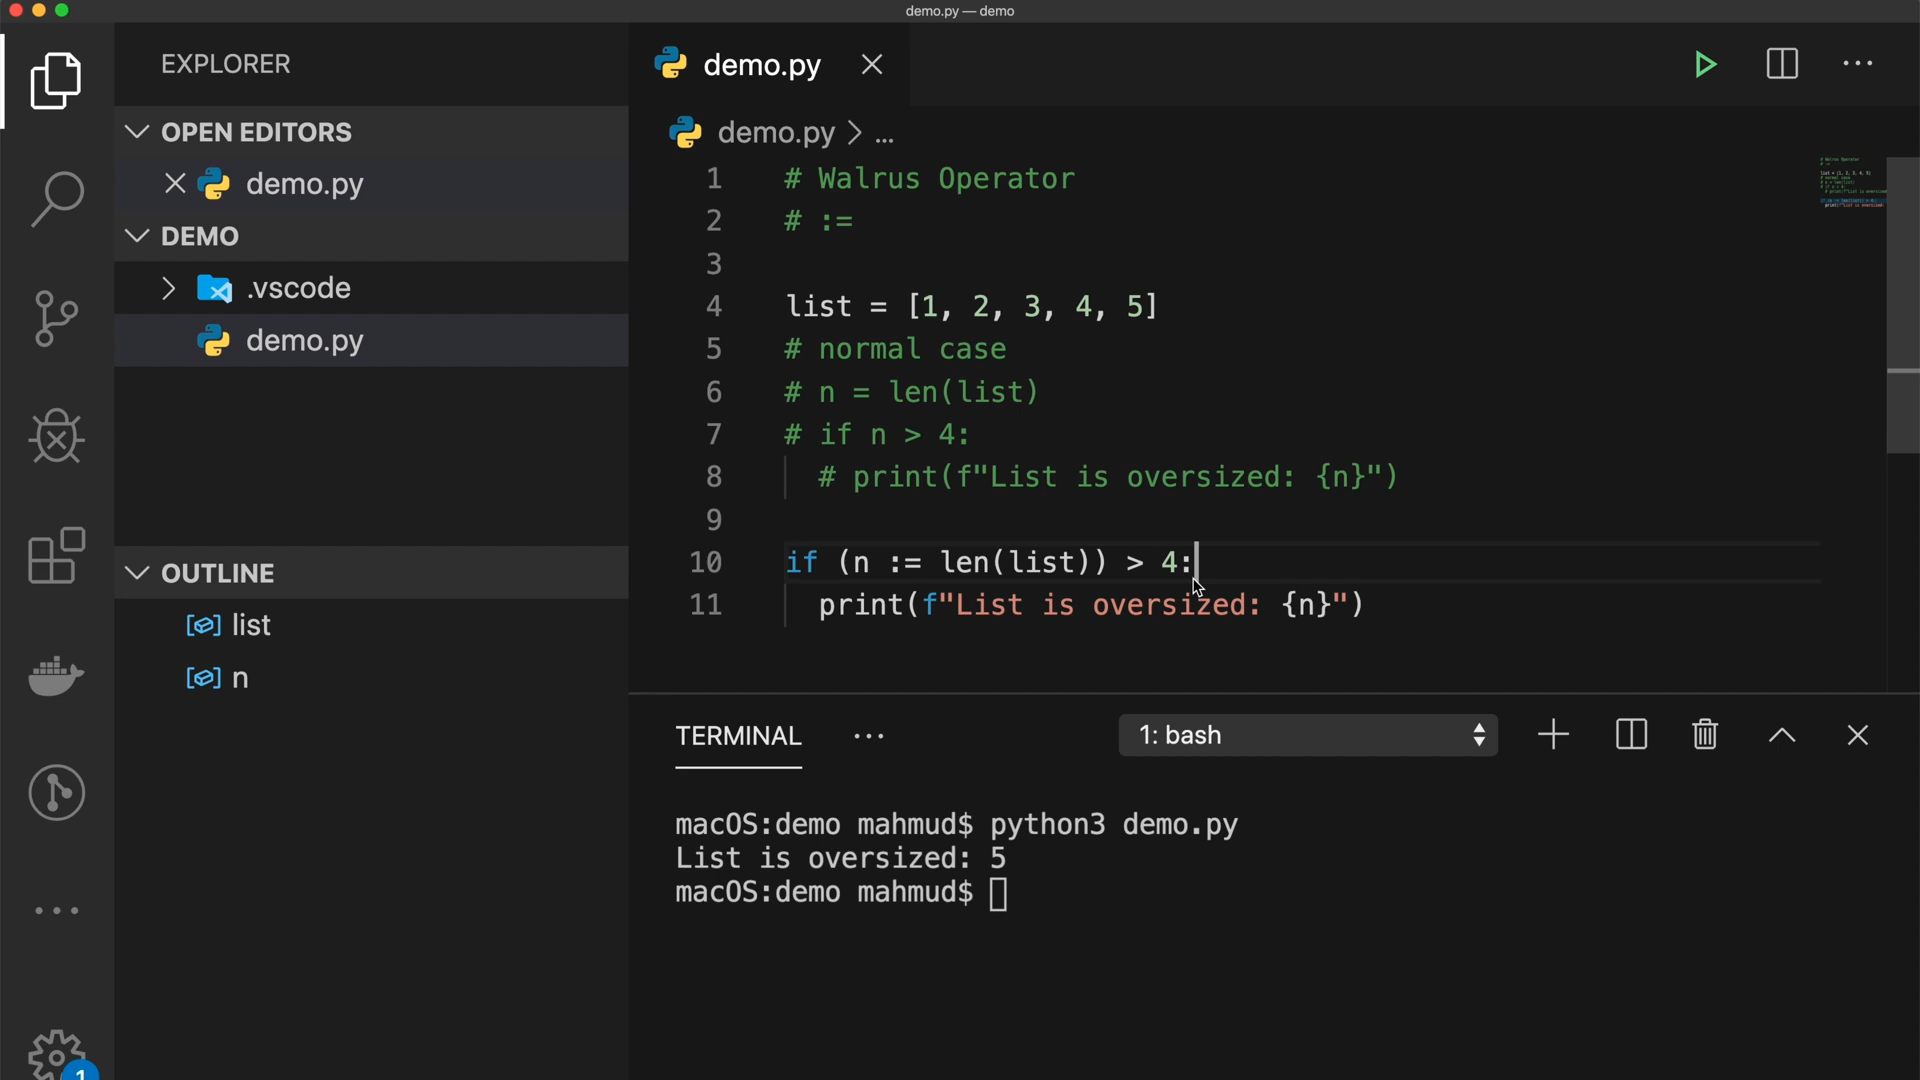 demo.py — demo
EXPLORER
OPEN EDITORS
demo.py
DEMO
.vscode
demo.py
OUTLINE
list
n
1
demo.py
demo.py > ...
1 # Walrus Operator
2 # :=
3
4 list = [1, 2, 3, 4, 5]
5 # normal case
6 # n = len(list)
7 # if n > 4:
8 # print(f"List is oversized: {n}")
9
10 if (n := len(list)) > 4:
11 print(f"List is oversized: {n}")
TERMINAL
1: bash
macOS:demo mahmud$ python3 demo.py
List is oversized: 5
macOS:demo mahmud$